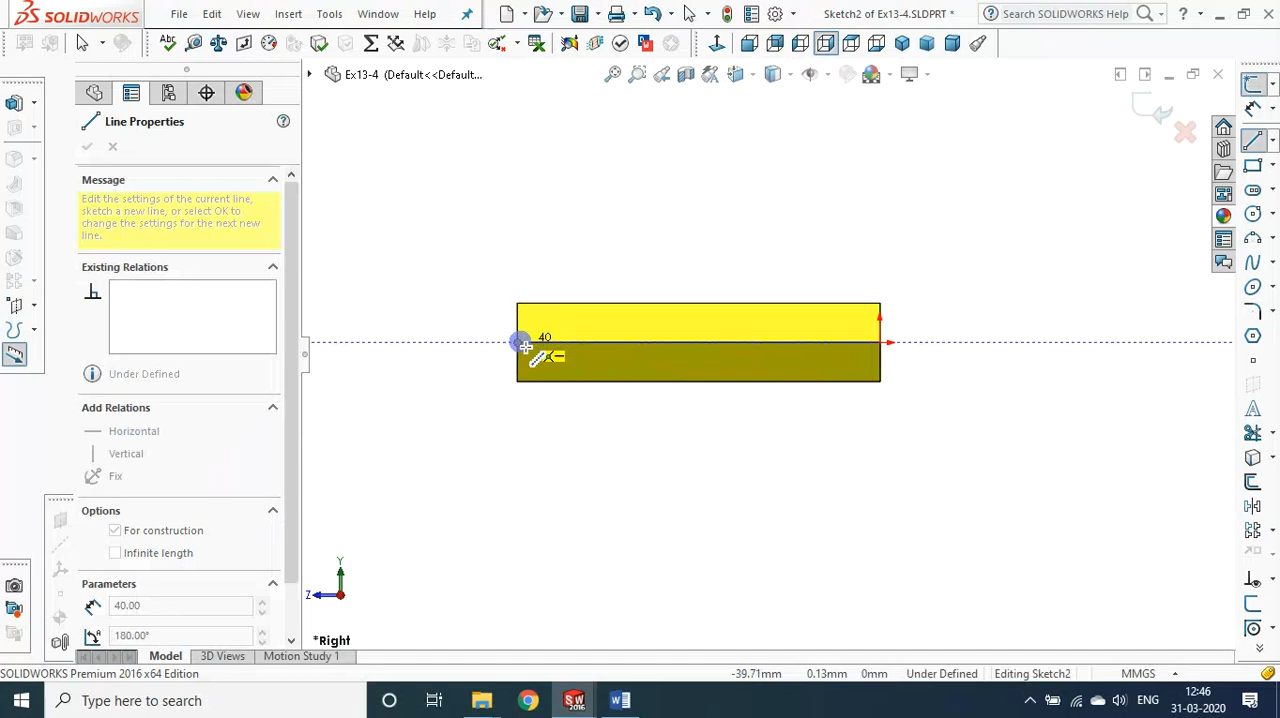 SOLIDWORKS File Edit View Insert Tools Window Help Sketch2 of Ex13-4.SLDPRT * Search SOLIDWORKS Help ?
Abc
Ex13-4 (Default<<Default...
Line Properties
Message
Edit the settings of the current line,
sketch a new line, or select OK to
change the settings for the next new
line.
Existing Relations
40
Under Defined
Add Relations
Horizontal
Vertical
Fix
Options
For construction
Infinite length
Y
Z
Parameters
40.00
180.00°
*Right
Model 3D Views Motion Study 1
SOLIDWORKS Premium 2016 x64 Edition -39.71mm 0.13mm 0mm Under Defined Editing Sketch2 MMGS
Type here to search SW 2016 W ENG 12:46
31-03-2020